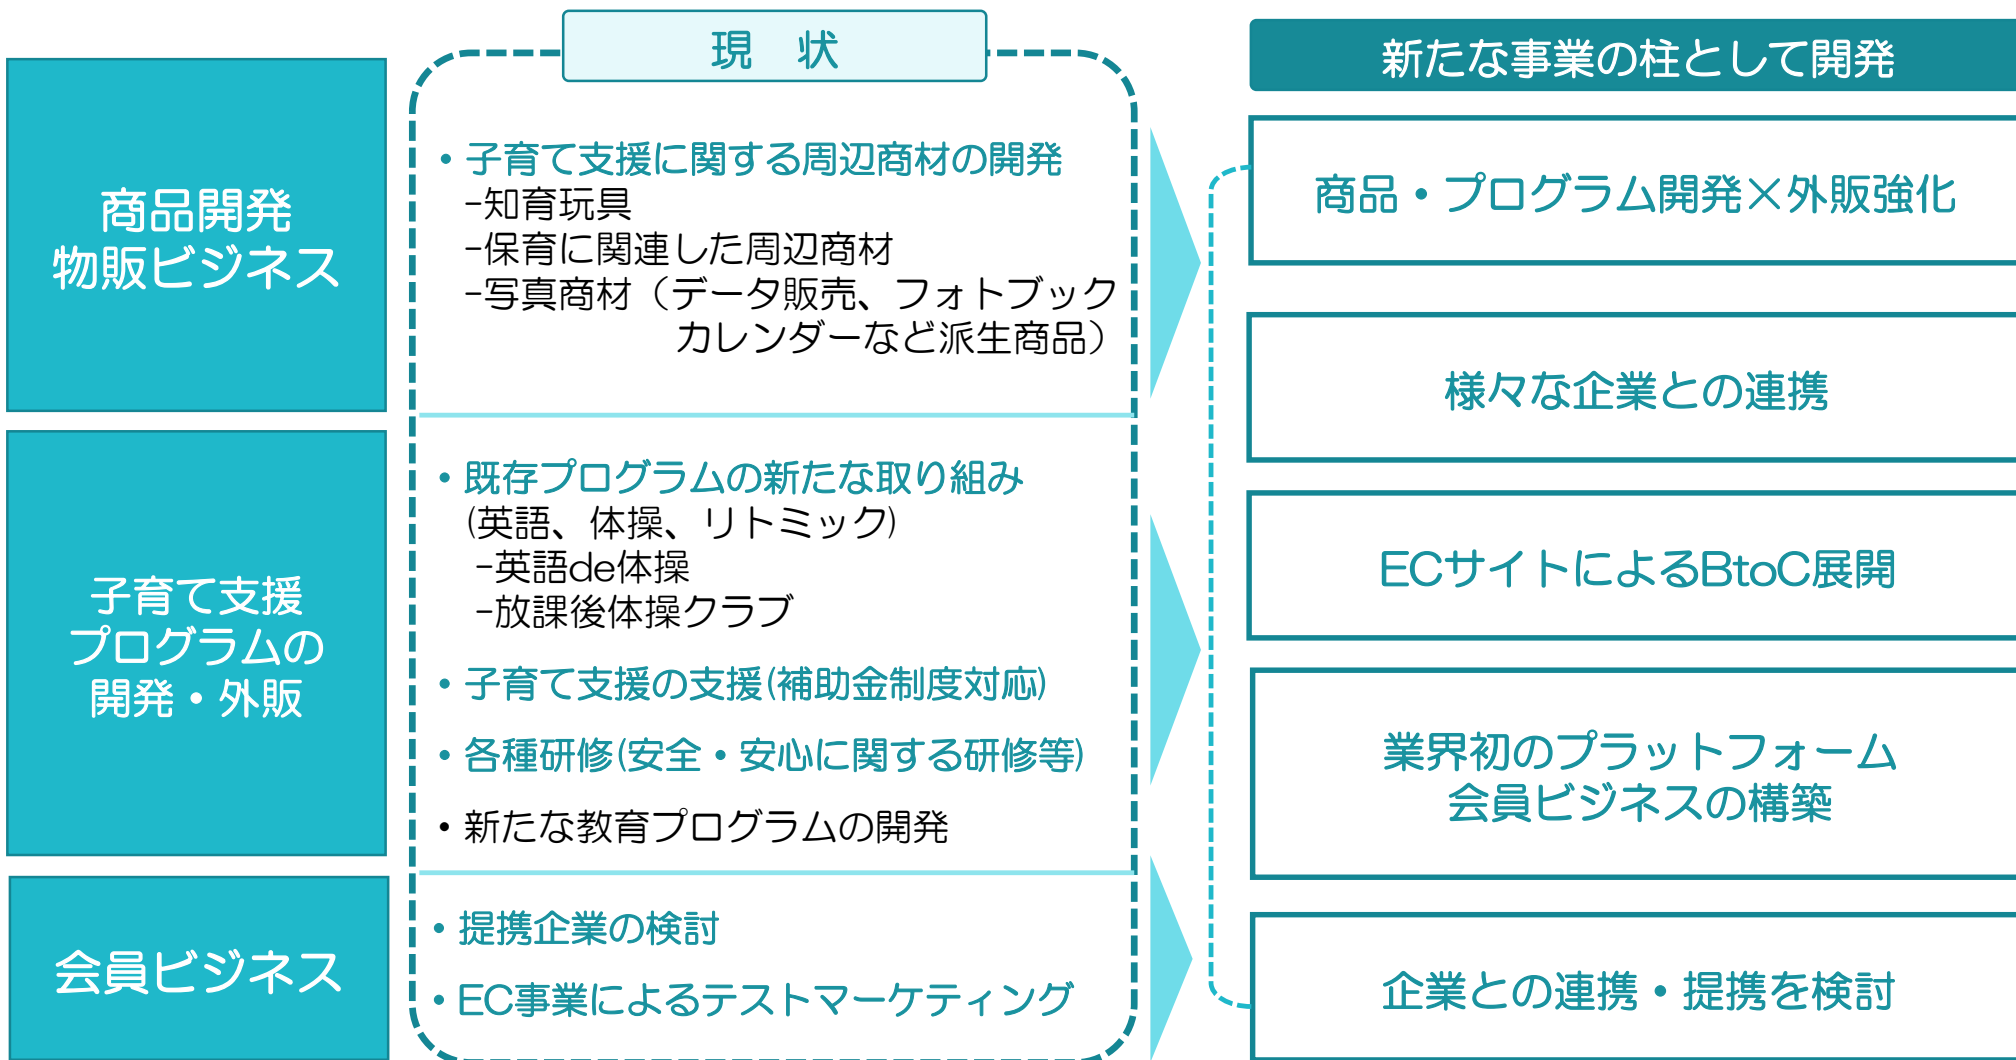 現　状
新たな事業の柱として開発
商品開発
物販ビジネス
・子育て支援に関する周辺商材の開発
-知育玩具
-保育に関連した周辺商材
-写真商材（データ販売、フォトブック
カレンダーなど派生商品）
子育て支援
プログラムの
開発・外販
・既存プログラムの新たな取り組み
(英語、体操、リトミック)
-英語de体操
-放課後体操クラブ
・子育て支援の支援(補助金制度対応)
・各種研修(安全・安心に関する研修等)
・新たな教育プログラムの開発
会員ビジネス
・提携企業の検討
・EC事業によるテストマーケティング
商品・プログラム開発×外販強化
様々な企業との連携
ECサイトによるBtoC展開
業界初のプラットフォーム
会員ビジネスの構築
企業との連携・提携を検討